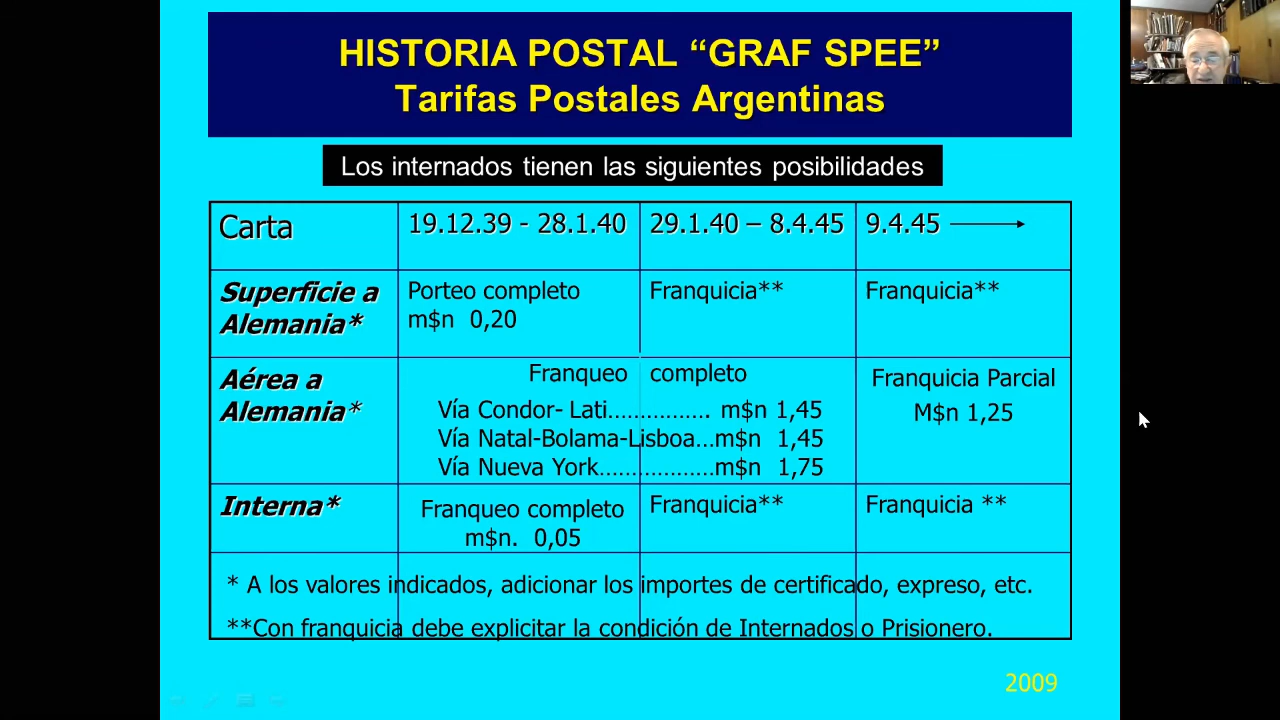 HISTORIA POSTAL “GRAF SPEE”
Tarifas Postales Argentinas
Los internados tienen las siguientes posibilidades
Carta
19.12.39 - 28.1.40
29.1.40 – 8.4.45
9.4.45
Superficie a
Alemania*
Porteo completo
m$n 0,20
Franquicia**
Franquicia**
Aérea a
Alemania*
Franqueo completo
Vía Condor- Lati................ m$n 1,45
Vía Natal-Bolama-Lisboa...m$n 1,45
Vía Nueva York..................m$n 1,75
Franquicia Parcial
M$n 1,25
Interna*
Franqueo completo
m$n. 0,05
Franquicia**
Franquicia **
* A los valores indicados, adicionar los importes de certificado, expreso, etc.
**Con franquicia debe explicitar la condición de Internados o Prisionero.
2009